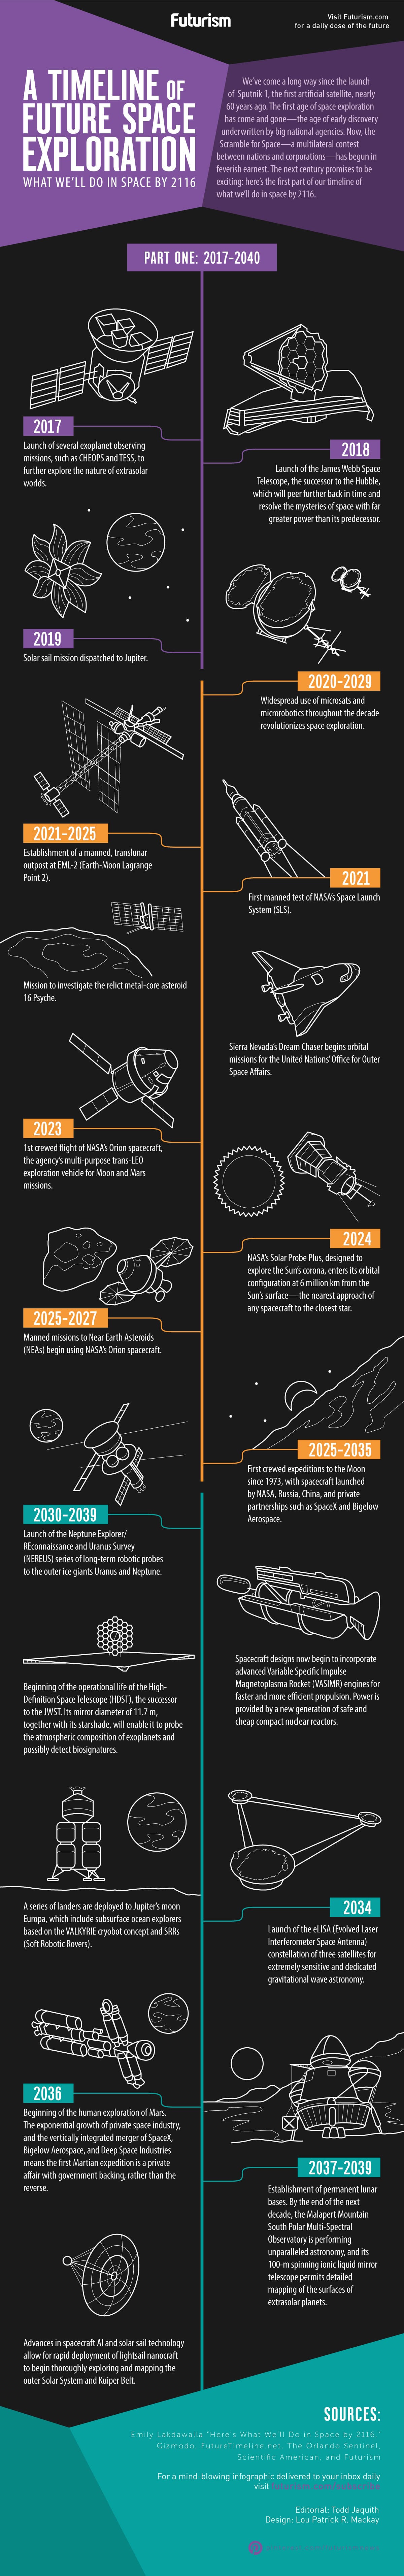 Futurism
Visit Futurism.com
for a daily dose of the future
A TIMELINE OF
FUTURE SPACE
EXPLORATION
WHAT WE'LL DO IN SPACE BY 2116
We've come a long way since the launch
of Sputnik 1, the first artificial satellite, nearly
60 years ago. The first age of space exploration
has come and gone—the age of early discovery
underwritten by big national agencies. Now, the
Scramble for Space—a multilateral contest
between nations and corporations—has begun in
feverish earnest. The next century promises to be
exciting: here's the first part of our timeline of
what we'll do in space by 2116.
PART ONE: 2017-2040
2017
Launch of several exoplanet observing
missions, such as CHEOPS and TESS, to
further explore the nature of extrasolar
worlds.
2018
Launch of the James Webb Space
Telescope, the successor to the Hubble,
which will peer further back in time and
resolve the mysteries of space with far
greater power than its predecessor.
2019
Solar sail mission dispatched to Jupiter.
2020-2029
Widespread use of microsats and
microrobotics throughout the decade
revolutionizes space exploration.
2021-2025
Establishment of a manned, translunar
outpost at EML-2 (Earth-Moon Lagrange
Point 2).
2021
First manned test of NASA's Space Launch
System (SLS).
Mission to investigate the relict metal-core asteroid
16 Psyche.
Sierra Nevada's Dream Chaser begins orbital
missions for the United Nations' Office for Outer
Space Affairs.
2023
1st crewed flight of NASA's Orion spacecraft,
the agency's multi-purpose trans-LEO
exploration vehicle for Moon and Mars
missions.
2024
NASA's Solar Probe Plus, designed to
explore the Sun's corona, enters its orbital
configuration at 6 million km from the
Sun's surface—the nearest approach of
any spacecraft to the closest star.
2025-2027
Manned missions to Near Earth Asteroids
(NEAs) begin using NASA's Orion spacecraft.
2025-2035
First crewed expeditions to the Moon
since 1973, with spacecraft launched
by NASA, Russia, China, and private
partnerships such as SpaceX and Bigelow
Aerospace.
2030-2039
Launch of the Neptune Explorer/
REconnaissance and Uranus Survey
(NEREUS) series of long-term robotic probes
to the outer ice giants Uranus and Neptune.
Spacecraft designs now begin to incorporate
advanced Variable Specific Impulse
Magnetoplasma Rocket (VASIMR) engines for
faster and more efficient propulsion. Power is
provided by a new generation of safe and
cheap compact nuclear reactors.
Beginning of the operational life of the High-
Definition Space Telescope (HDST), the successor
to the JWST. Its mirror diameter of 11.7 m,
together with its starshade, will enable it to probe
the atmospheric composition of exoplanets and
possibly detect biosignatures.
A series of landers are deployed to Jupiter's moon
Europa, which include subsurface ocean explorers
based on the VALKYRIE cryobot concept and SRRs
(Soft Robotic Rovers).
2034
Launch of the eLISA (Evolved Laser
Interferometer Space Antenna)
constellation of three satellites for
extremely sensitive and dedicated
gravitational wave astronomy.
2036
Beginning of the human exploration of Mars.
The exponential growth of private space industry,
and the vertically integrated merger of SpaceX,
Bigelow Aerospace, and Deep Space Industries
means the first Martian expedition is a private
affair with government backing, rather than the
reverse.
2037-2039
Establishment of permanent lunar
bases. By the end of the next
decade, the Malapert Mountain
South Polar Multi-Spectral
Observatory is performing
unparalleled astronomy, and its
100-m spinning ionic liquid mirror
telescope permits detailed
mapping of the surfaces of
extrasolar planets.
Advances in spacecraft AI and solar sail technology
allow for rapid deployment of lightsail nanocraft
to begin thoroughly exploring and mapping the
outer Solar System and Kuiper Belt.
SOURCES:
Emily Lakdawalla "Here's What We'll Do in Space by 2116,"
Gizmodo, FutureTimeline.net, The Orlando Sentinel,
Scientific American, and Futurism
For a mind-blowing infographic delivered to your inbox daily
visit
Editorial: Todd Jaquith
Design: Lou Patrick R. Mackay